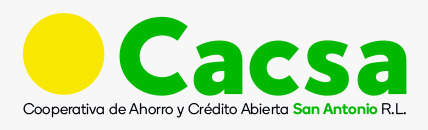 Cacsa
Cooperativa de Ahorro y Crédito Abierta San Antonio R.L.